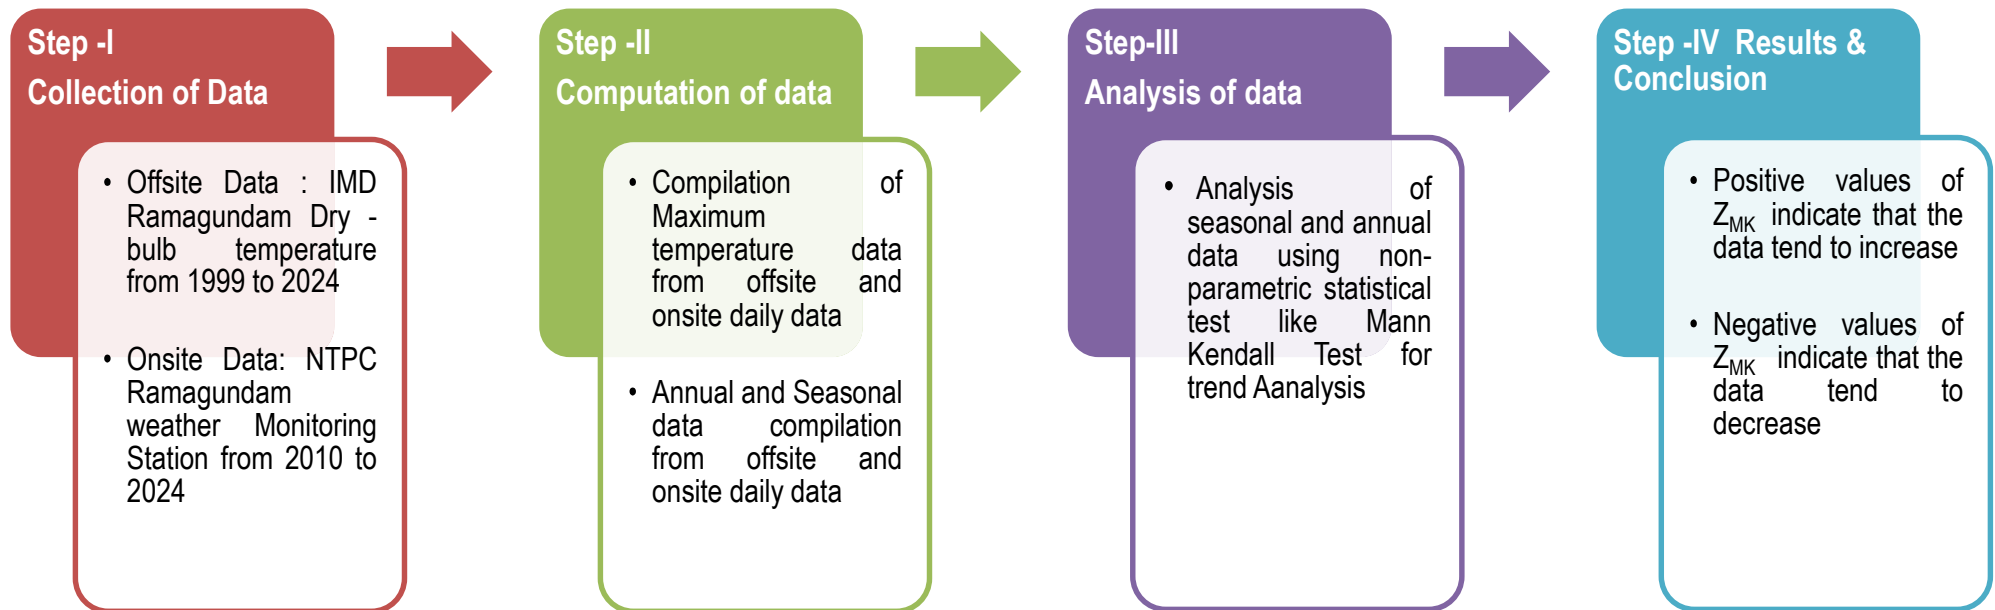 Step -I
Collection of Data
• Offsite Data : IMD
Ramagundam Dry -
bulb temperature
from 1999 to 2024
• Onsite Data: NTPC
Ramagundam
weather Monitoring
Station from 2010 to
2024
Step -II
Computation of data
• Compilation of
Maximum
temperature data
from offsite and
onsite daily data
• Annual and Seasonal
data compilation
from offsite and
onsite daily data
Step-III
Analysis of data
• Analysis of
seasonal and annual
data using non-
parametric statistical
test like Mann
Kendall Test for
trend Aanalysis
Step -IV Results &
Conclusion
• Positive values of
Z_MK indicate that the
data tend to increase
• Negative values of
Z_MK indicate that the
data tend to
decrease